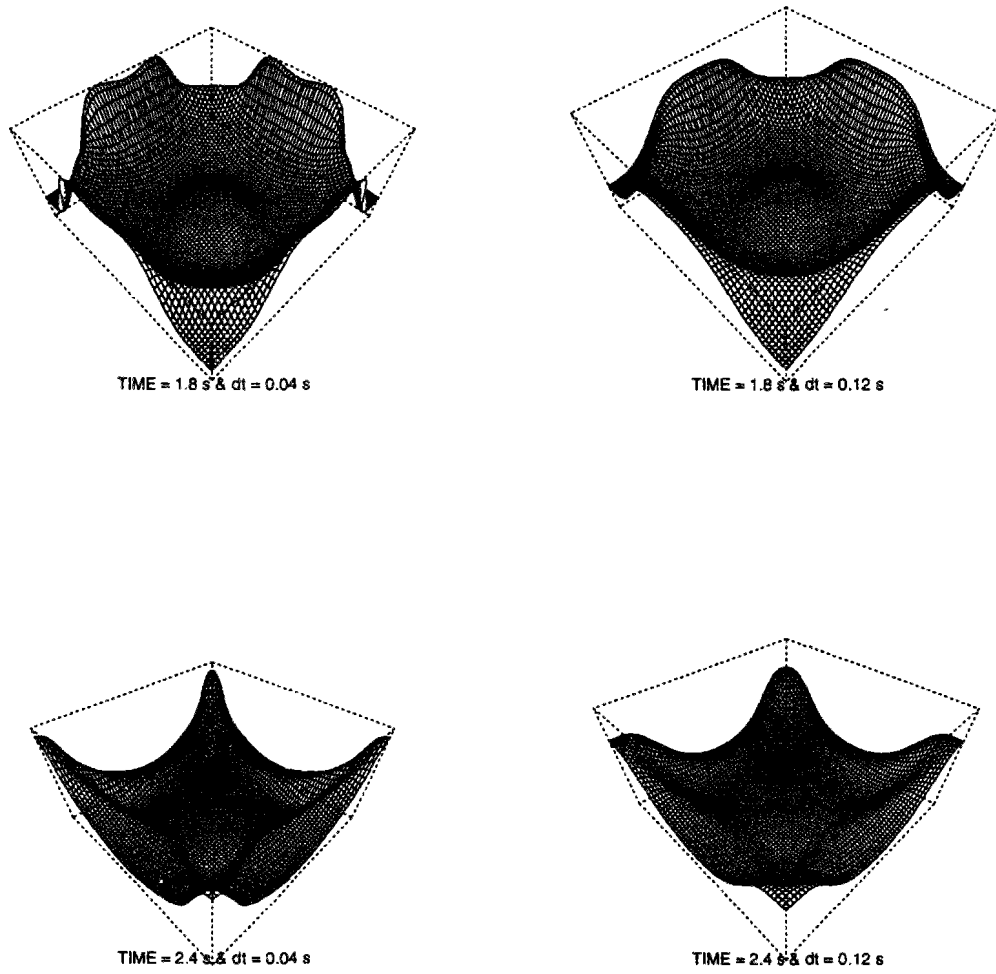 TIME = 1.8 s & dt = 0.04 s
TIME = 1.8 s & dt = 0.12 s
TIME = 2.4 s & dt = 0.04 s
TIME = 2.4 s & dt = 0.12 s